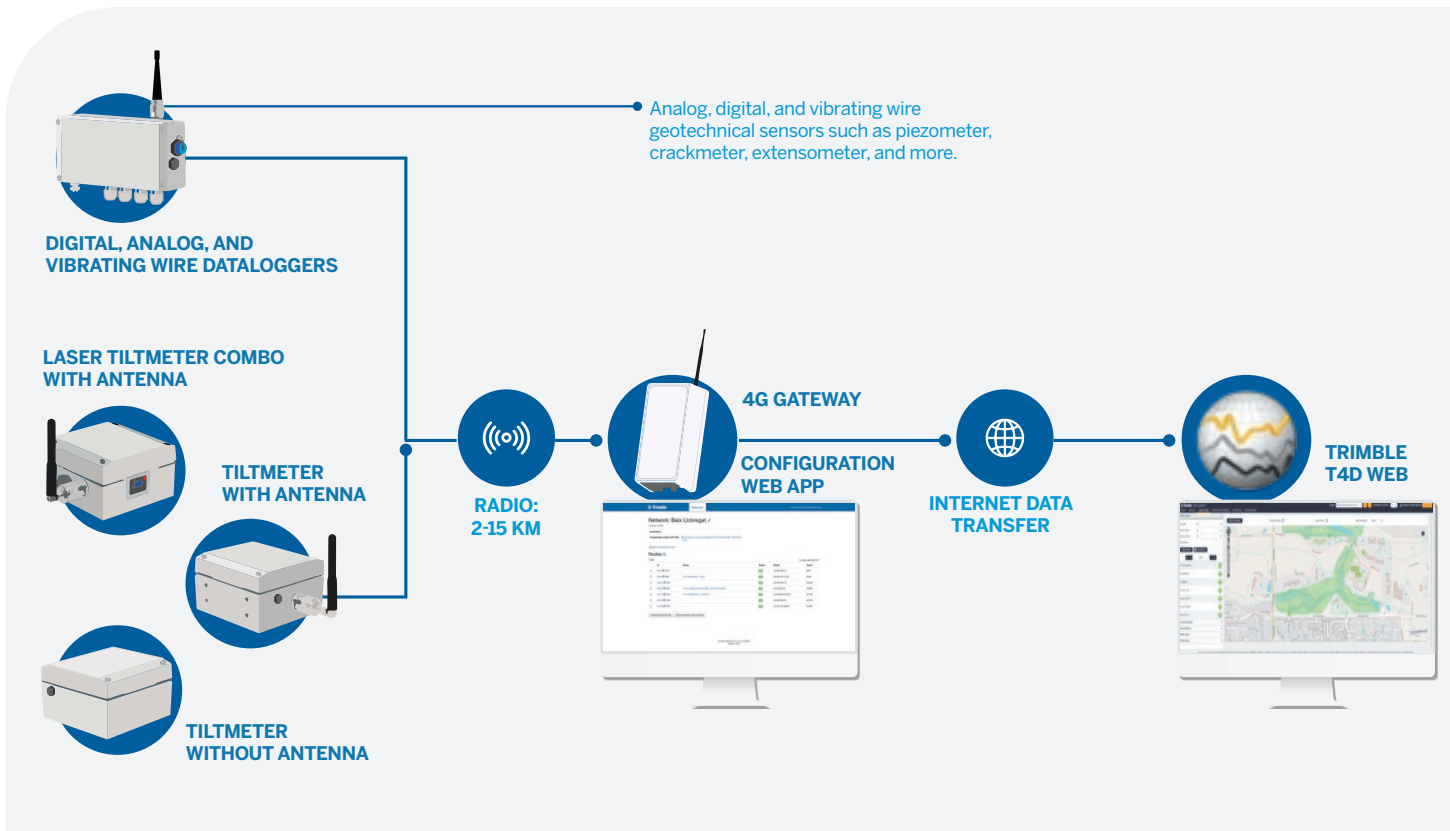 Analog, digital, and vibrating wire
geotechnical sensors such as piezometer,
crackmeter, extensometer, and more.
DIGITAL, ANALOG, AND
VIBRATING WIRE DATALOGGERS
LASER TILTMETER COMBO
WITH ANTENNA
TILTMETER
WITH ANTENNA
TILTMETER
WITHOUT ANTENNA
RADIO:
2-15 KM
4G GATEWAY
CONFIGURATION
WEB APP
INTERNET DATA
TRANSFER
TRIMBLE
T4D WEB
Trimble
Network: Baix Llobregat
Nodes